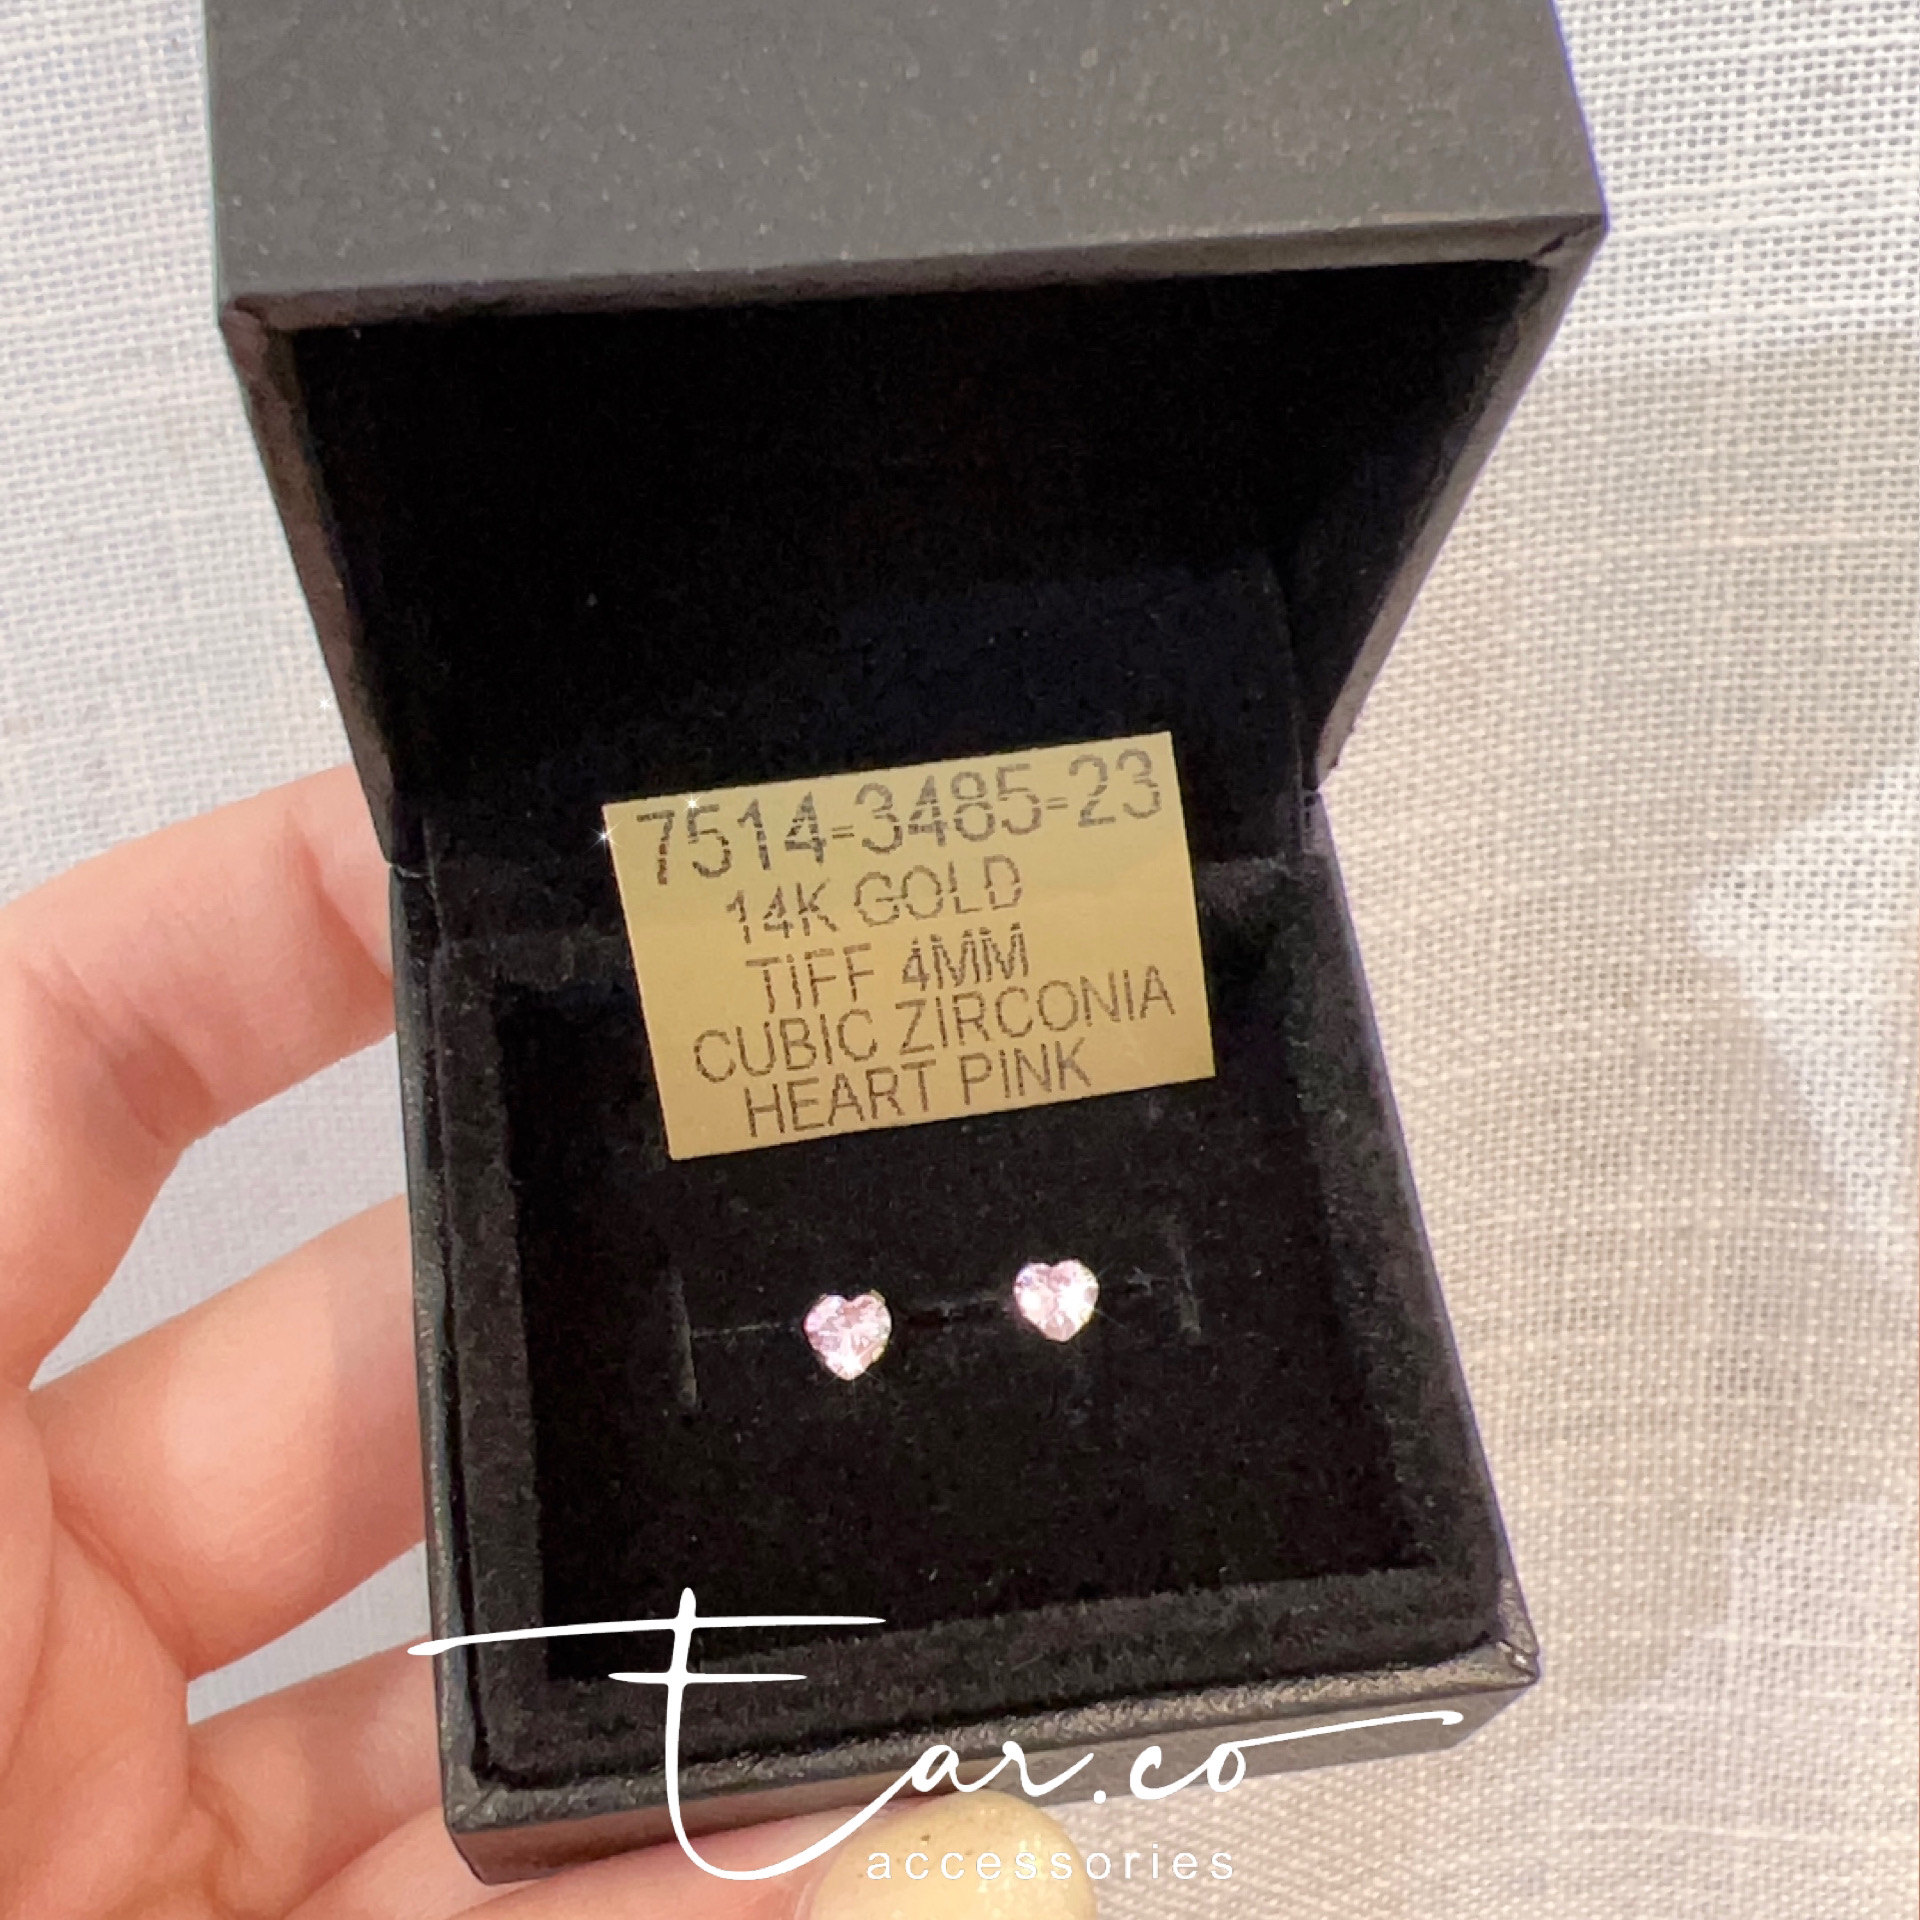 7514-3485-23
14K GOLD
TIFF 4MM
CUBIC ZIRCONIA
HEART PINK
Ear.co
accessories